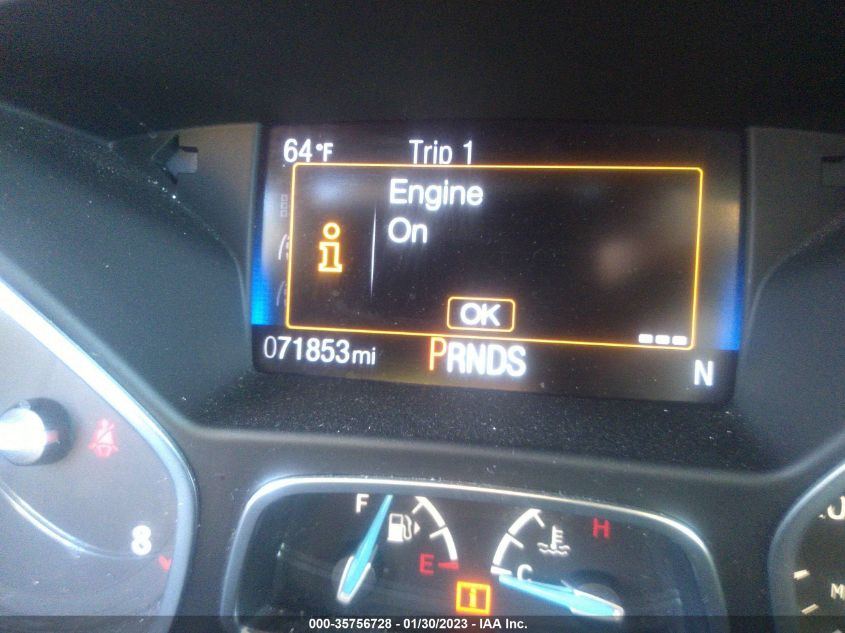 64°F Trip 1
Engine
On
OK
071853mi PRNDS N
8
F E
C H
000-35756728 - 01/30/2023 - IAA Inc.